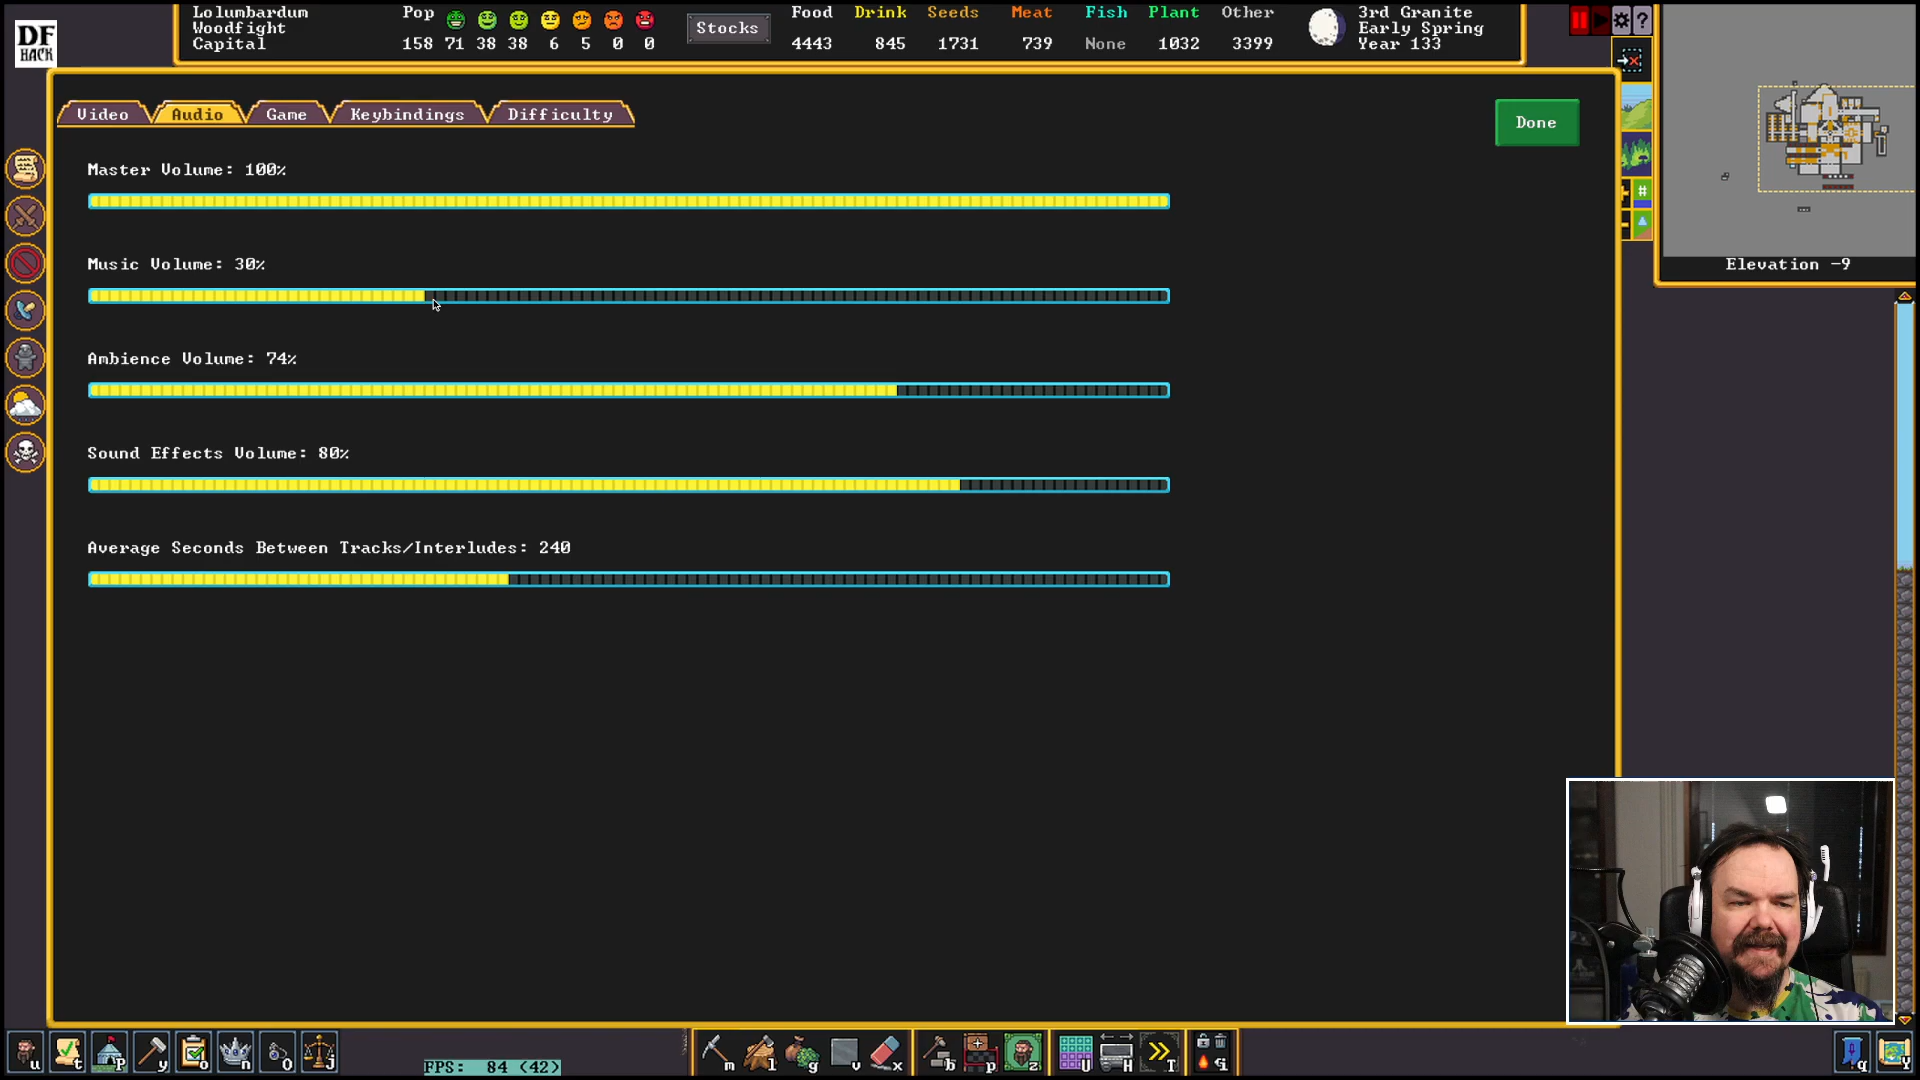 DF
HACK
Lolumbardum
Woodfight
Capital
Pop
158 71 38 38 6 5 0 0
Stocks
Food Drink Seeds Meat Fish Plant Other
4443 845 1731 739 None 1032 3399
3rd Granite
Early Spring
Year 133
?
Video Audio Game Keybindings Difficulty
Done
Master Volume: 100%
Music Volume: 30%
Ambience Volume: 74%
Sound Effects Volume: 80%
Average Seconds Between Tracks/Interludes: 240
Elevation -9
#
u t P y o n O J
FPS: 84 (42)
m l g v x b p z U H T G i
q Y